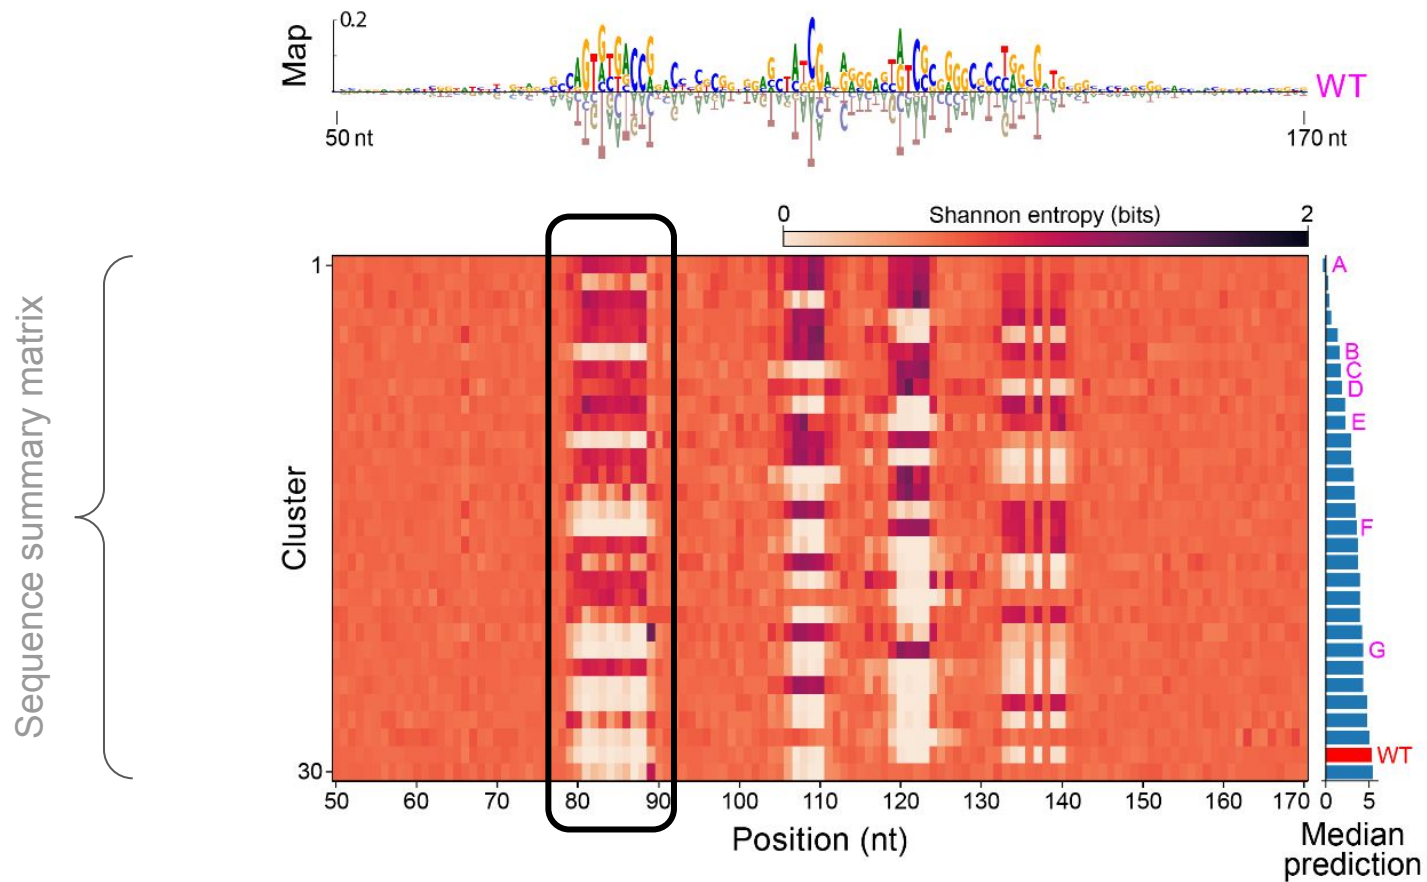 Map
0.2
WT
50 nt
170 nt
0
Shannon entropy (bits)
2
Sequence summary matrix
Cluster
1
30
A
B
C
D
E
F
G
WT
50 60 70 80 90 100 110 120 130 140 150 160 170
0 5
Position (nt)
Median
prediction